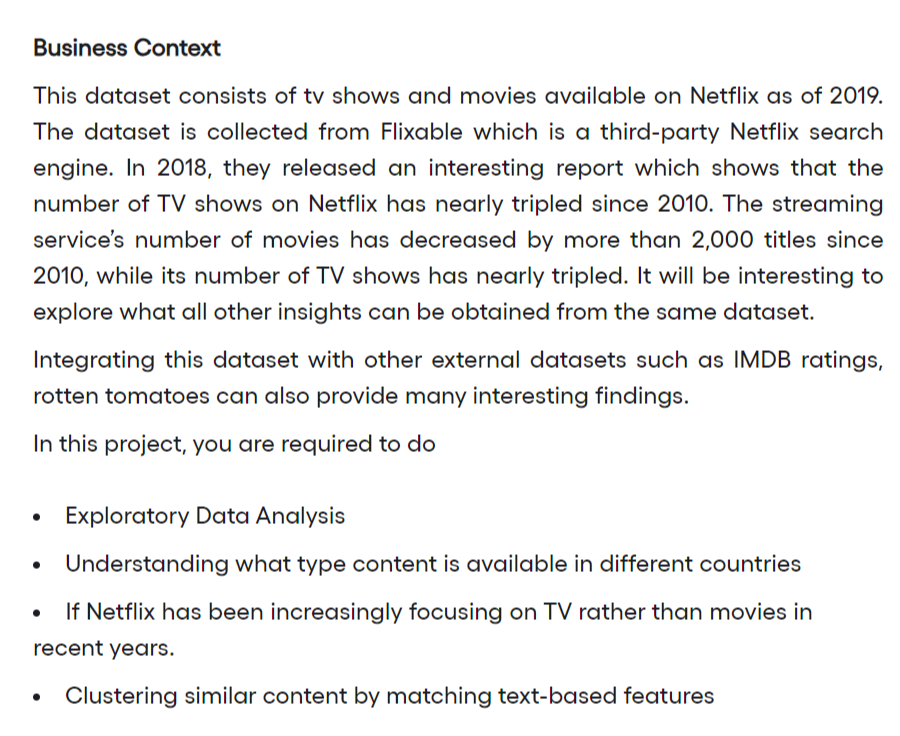 Business Context
This dataset consists of tv shows and movies available on Netflix as of 2019.
The dataset is collected from Flixable which is a third-party Netflix search
engine. In 2018, they released an interesting report which shows that the
number of TV shows on Netflix has nearly tripled since 2010. The streaming
service’s number of movies has decreased by more than 2,000 titles since
2010, while its number of TV shows has nearly tripled. It will be interesting to
explore what all other insights can be obtained from the same dataset.
Integrating this dataset with other external datasets such as IMDB ratings,
rotten tomatoes can also provide many interesting findings.
In this project, you are required to do
• Exploratory Data Analysis
• Understanding what type content is available in different countries
• If Netflix has been increasingly focusing on TV rather than movies in
recent years.
• Clustering similar content by matching text-based features